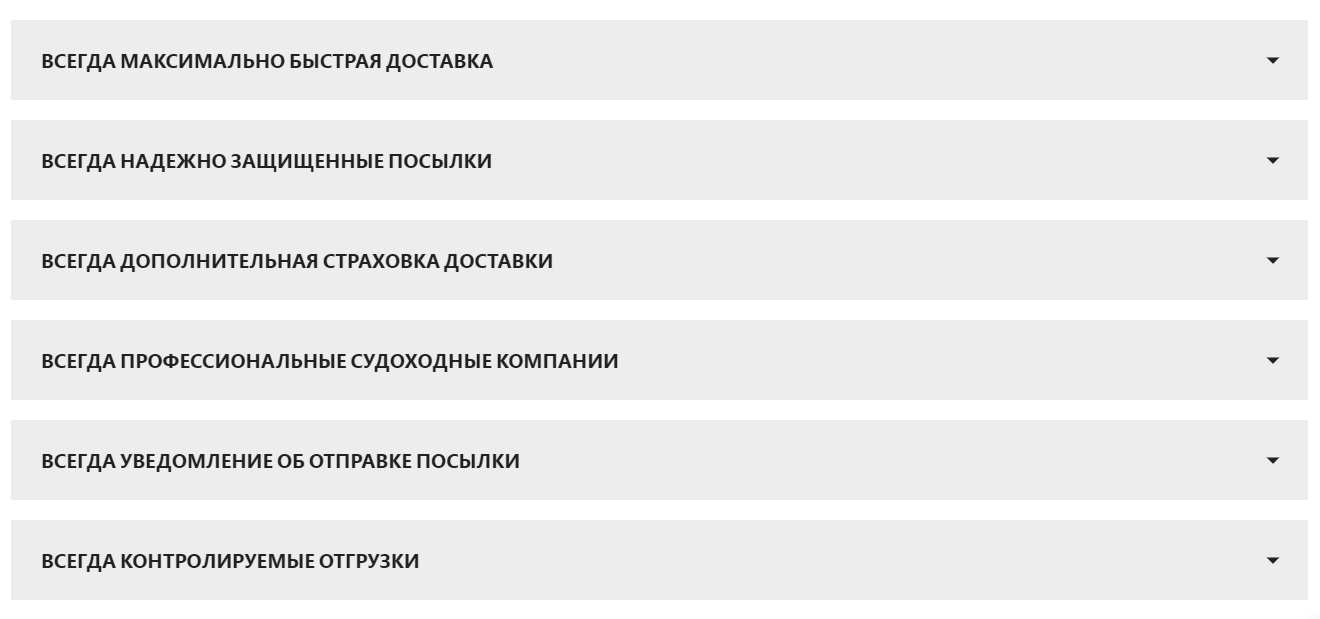 ВСЕГДА МАКСИМАЛЬНО БЫСТРАЯ ДОСТАВКА
ВСЕГДА НАДЕЖНО ЗАЩИЩЕННЫЕ ПОСЫЛКИ
ВСЕГДА ДОПОЛНИТЕЛЬНАЯ СТРАХОВКА ДОСТАВКИ
ВСЕГДА ПРОФЕССИОНАЛЬНЫЕ СУДОХОДНЫЕ КОМПАНИИ
ВСЕГДА УВЕДОМЛЕНИЕ ОБ ОТПРАВКЕ ПОСЫЛКИ
ВСЕГДА КОНТРОЛИРУЕМЫЕ ОТГРУЗКИ